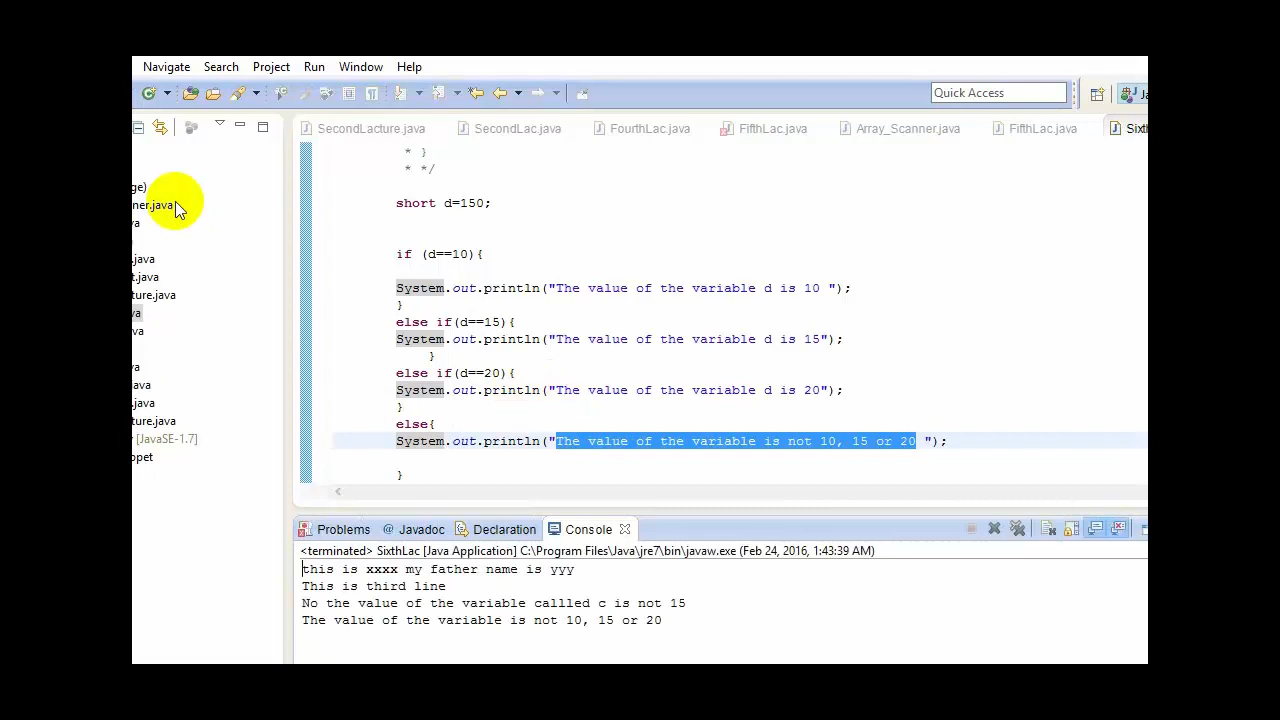 Navigate Search Project Run Window Help
Quick Access
SecondLacture.java SecondLac.java FourthLac.java FifthLac.java Array_Scanner.java FifthLac.java Sixth
ge)
ner.java
va
.java
t.java
ture.java
va
va
va
ava
.java
ture.java
[JavaSE-1.7]
ppet
* }
* */
short d=150;
if (d==10){
System.out.println("The value of the variable d is 10 ");
}
else if(d==15){
System.out.println("The value of the variable d is 15");
}
else if(d==20){
System.out.println("The value of the variable d is 20");
}
else{
System.out.println("The value of the variable is not 10, 15 or 20 ");
}
Problems @ Javadoc Declaration Console
<terminated> SixthLac [Java Application] C:\Program Files\Java\jre7\bin\javaw.exe (Feb 24, 2016, 1:43:39 AM)
this is xxxx my father name is yyy
This is third line
No the value of the variable callled c is not 15
The value of the variable is not 10, 15 or 20